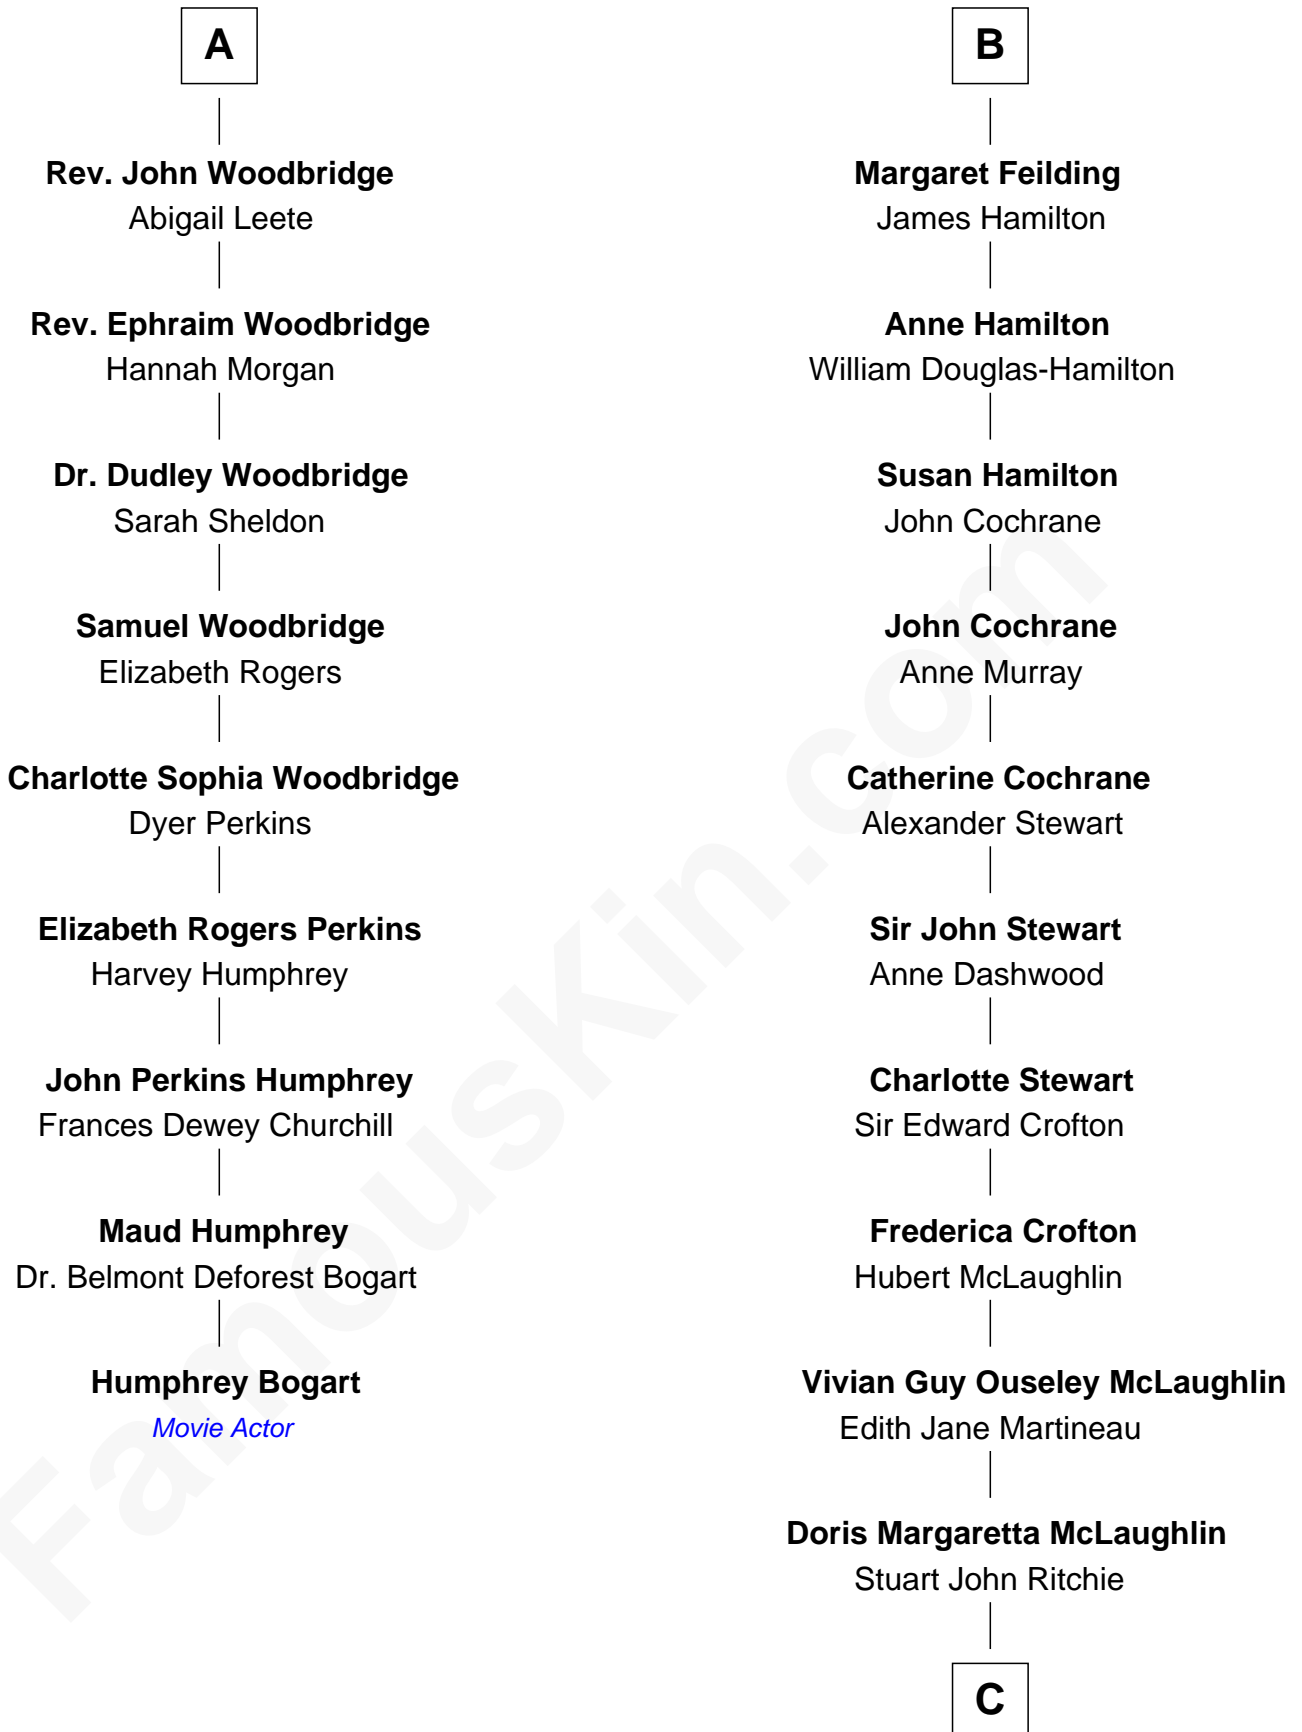 A
Rev. John Woodbridge
Abigail Leete
Rev. Ephraim Woodbridge
Hannah Morgan
Dr. Dudley Woodbridge
Sarah Sheldon
Samuel Woodbridge
Elizabeth Rogers
Charlotte Sophia Woodbridge
Dyer Perkins
Elizabeth Rogers Perkins
Harvey Humphrey
John Perkins Humphrey
Frances Dewey Churchill
Maud Humphrey
Dr. Belmont Deforest Bogart
Humphrey Bogart
Movie Actor
B
Margaret Feilding
James Hamilton
Anne Hamilton
William Douglas-Hamilton
Susan Hamilton
John Cochrane
John Cochrane
Anne Murray
Catherine Cochrane
Alexander Stewart
Sir John Stewart
Anne Dashwood
Charlotte Stewart
Sir Edward Crofton
Frederica Crofton
Hubert McLaughlin
Vivian Guy Ouseley McLaughlin
Edith Jane Martineau
Doris Margaretta McLaughlin
Stuart John Ritchie
C
FamousKin.com